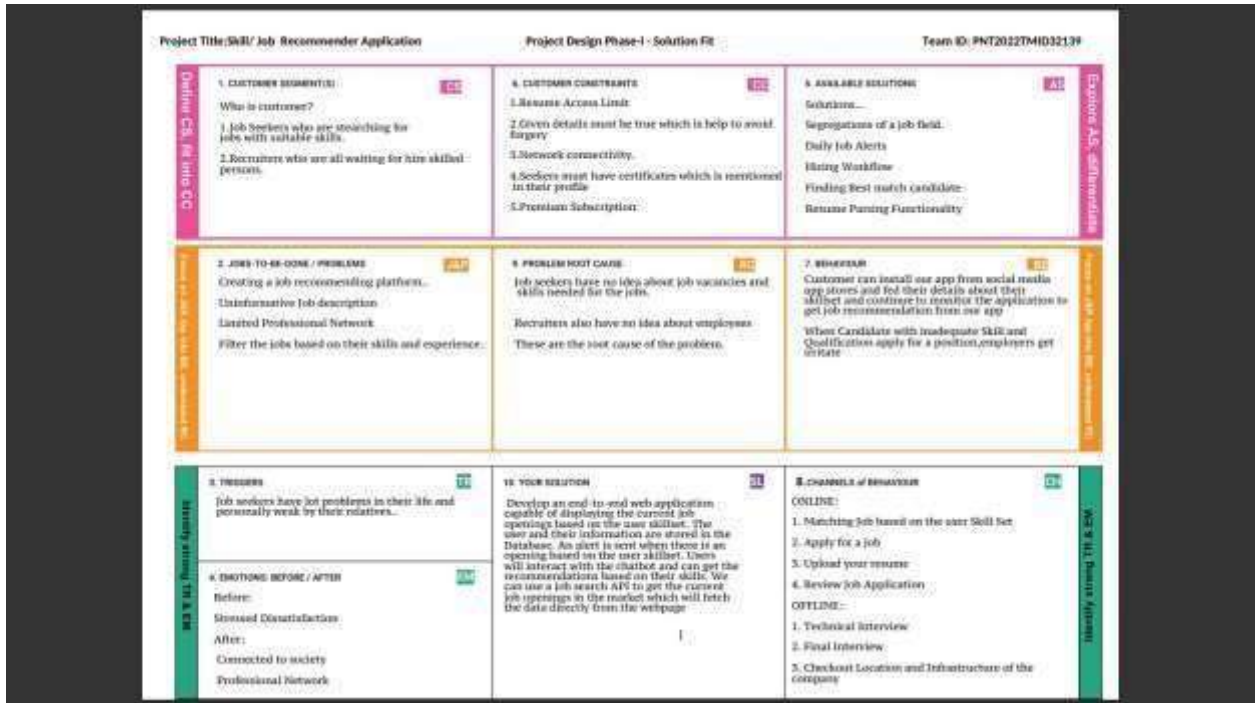 Project Title:Skill/ Job Recommender Application
Project Design Phase-I - Solution Fit
Team ID: PNT2022TMID32139
Define CS, fit into CC
1. CUSTOMER SEGMENT(S)
CS
Who is customer?
1.Job Seekers who are stearching for
jobs with suitable skills.
2.Recruiters who are all waiting for hire skilled
persons.
6. CUSTOMER CONSTRAINTS
CC
1.Resume Access Limit
2.Given details must be true which is help to avoid
forgery
3.Network connectivity.
4.Seekers must have certificates which is mentioned
in their profile
5.Premium Subscription
5. AVAILABLE SOLUTIONS
AS
Solutions...
Segregations of a job field.
Daily Job Alerts
Hiring Workflow
Finding Best match candidate
Resume Parsing Functionality
Explore AS, differentiate
2. JOBS-TO-BE-DONE / PROBLEMS
J&P
Creating a job recommending platform..
Uninformative Job description
Limited Professional Network
Filter the jobs based on their skills and experience.
9. PROBLEM ROOT CAUSE
RC
Job seekers have no idea about job vacancies and
skills needed for the jobs.
Recruiters also have no idea about employees
These are the root cause of the problem.
7. BEHAVIOUR
BE
Customer can install our app from social media
app stores and fed their details about their
skillset and continue to monitor the application to
get job recommendation from our app
When Candidate with inadequate Skill and
Qualification apply for a position,employers get
irritate
Identify strong TR & EM
3. TRIGGERS
TR
Job seekers have lot problems in their life and
personally weak by their relatives..
4. EMOTIONS: BEFORE / AFTER
EM
Before:
Stressed Dissatisfaction
After:
Connected to society
Professional Network
10. YOUR SOLUTION
SL
Develop an end-to-end web application
capable of displaying the current job
openings based on the user skillset. The
user and their information are stored in the
Database. An alert is sent when there is an
opening based on the user skillset. Users
will interact with the chatbot and can get the
recommendations based on their skills. We
can use a job search API to get the current
job openings in the market which will fetch
the data directly from the webpage
8.CHANNELS of BEHAVIOUR
CH
ONLINE:
1. Matching Job based on the user Skill Set
2. Apply for a job
3. Upload your resume
4. Review Job Application
OFFLINE:
1. Technical Interview
2. Final Interview
3. Checkout Location and Infrastructure of the
company
Identify strong TR & EM